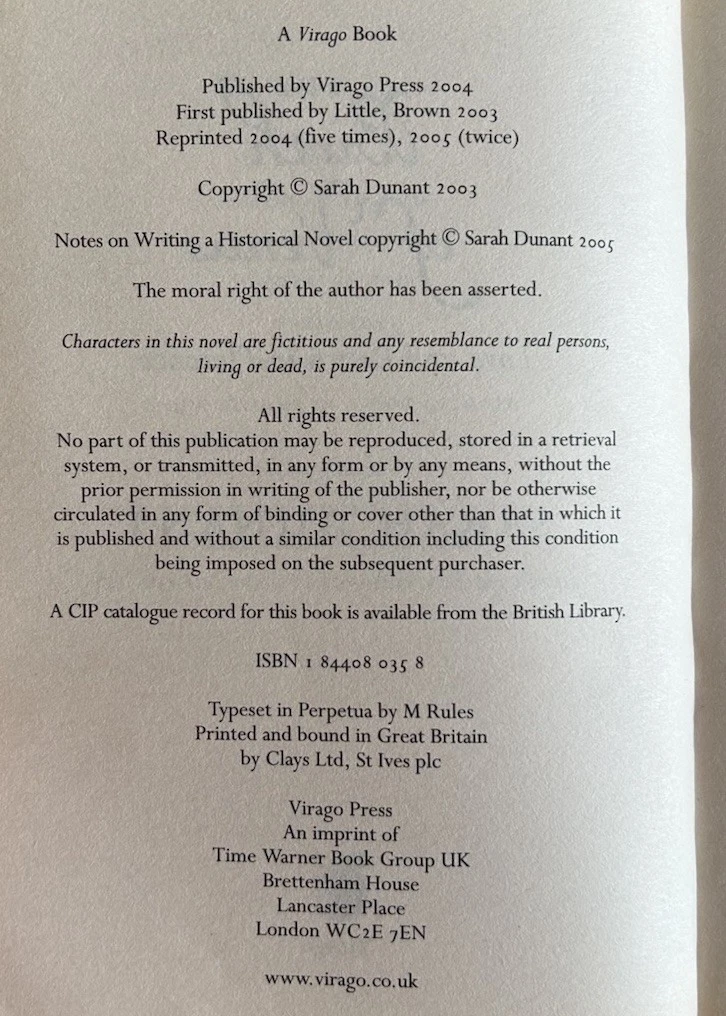 A Virago Book
Published by Virago Press 2004
First published by Little, Brown 2003
Reprinted 2004 (five times), 2005 (twice)
Copyright © Sarah Dunant 2003
Notes on Writing a Historical Novel copyright © Sarah Dunant 2005
The moral right of the author has been asserted.
Characters in this novel are fictitious and any resemblance to real persons,
living or dead, is purely coincidental.
All rights reserved.
No part of this publication may be reproduced, stored in a retrieval
system, or transmitted, in any form or by any means, without the
prior permission in writing of the publisher, nor be otherwise
circulated in any form of binding or cover other than that in which it
is published and without a similar condition including this condition
being imposed on the subsequent purchaser.
A CIP catalogue record for this book is available from the British Library.
ISBN 1 84408 035 8
Typeset in Perpetua by M Rules
Printed and bound in Great Britain
by Clays Ltd, St Ives plc
Virago Press
An imprint of
Time Warner Book Group UK
Brettenham House
Lancaster Place
London WC2E 7EN
www.virago.co.uk